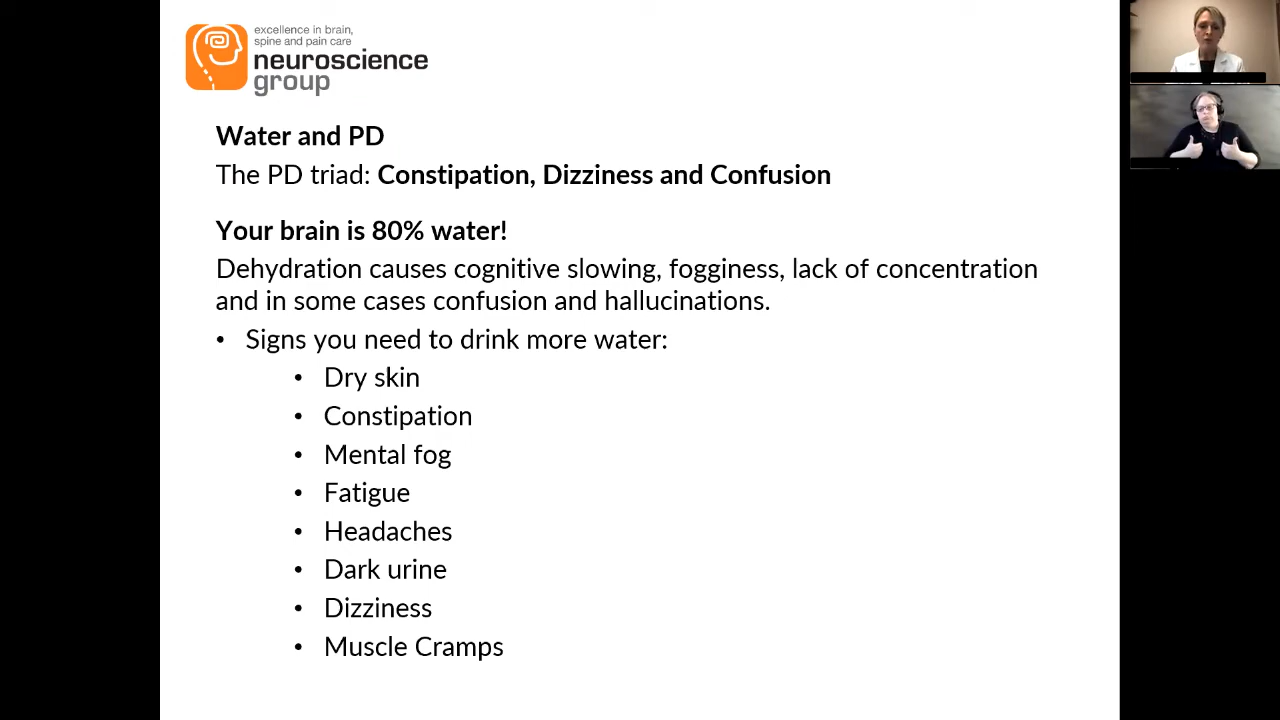 excellence in brain,
spine and pain care
neuroscience
group
Water and PD
The PD triad: Constipation, Dizziness and Confusion
Your brain is 80% water!
Dehydration causes cognitive slowing, fogginess, lack of concentration
and in some cases confusion and hallucinations.
• Signs you need to drink more water:
• Dry skin
• Constipation
• Mental fog
• Fatigue
• Headaches
• Dark urine
• Dizziness
• Muscle Cramps